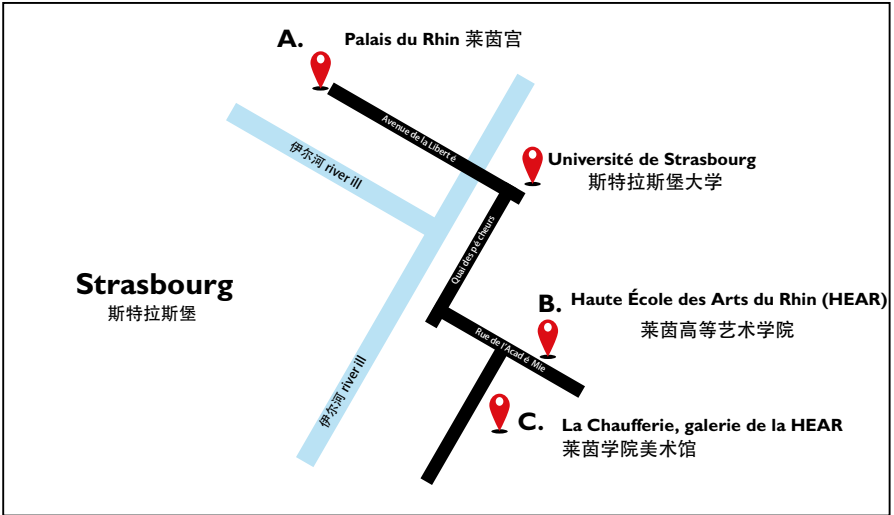 A. Palais du Rhin 莱茵宫
Avenue de la Libert é
伊尔河 river ill
Université de Strasbourg
斯特拉斯堡大学
Quai des pé cheurs
Strasbourg
斯特拉斯堡
B. Haute École des Arts du Rhin (HEAR)
莱茵高等艺术学院
Rue de l'Acad é Mie
伊尔河 river ill
C. La Chaufferie, galerie de la HEAR
莱茵学院美术馆